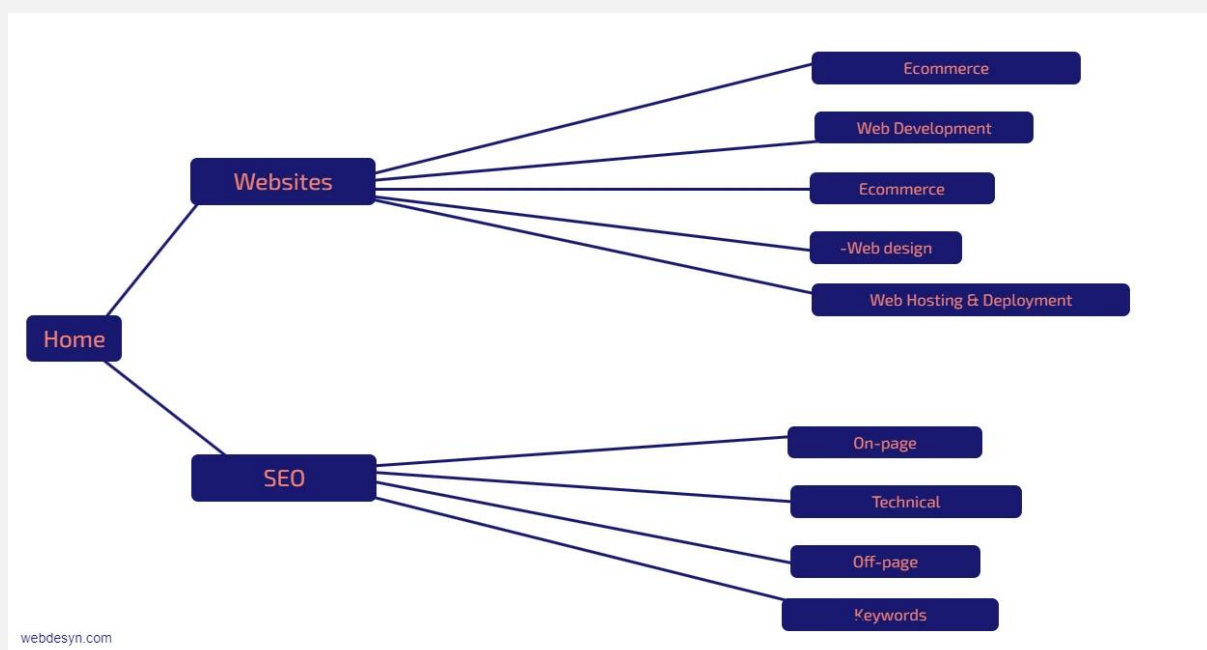 Home
Websites
Ecommerce
Web Development
Ecommerce
-Web design
Web Hosting & Deployment
SEO
On-page
Technical
Off-page
Keywords
webdesyn.com